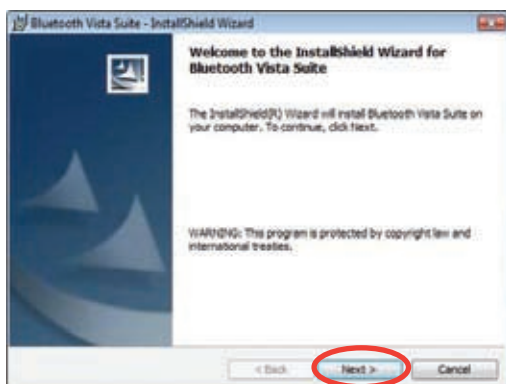 Bluetooth Vista Suite - InstallShield Wizard
Welcome to the InstallShield Wizard for
Bluetooth Vista Suite
The InstallShield(R) Wizard will install Bluetooth Vista Suite on
your computer. To continue, click Next.
WARNING: This program is protected by copyright law and
international treaties.
< Back Next > Cancel